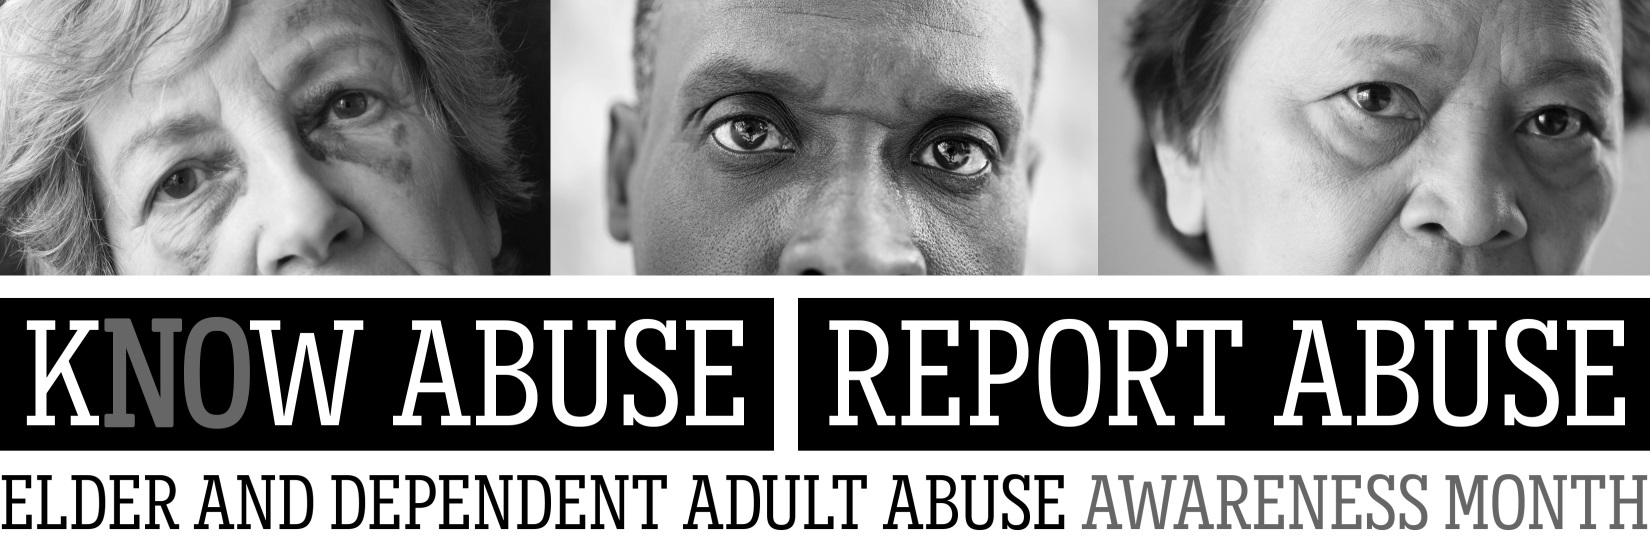 KNOW ABUSE REPORT ABUSE
ELDER AND DEPENDENT ADULT ABUSE AWARENESS MONTH